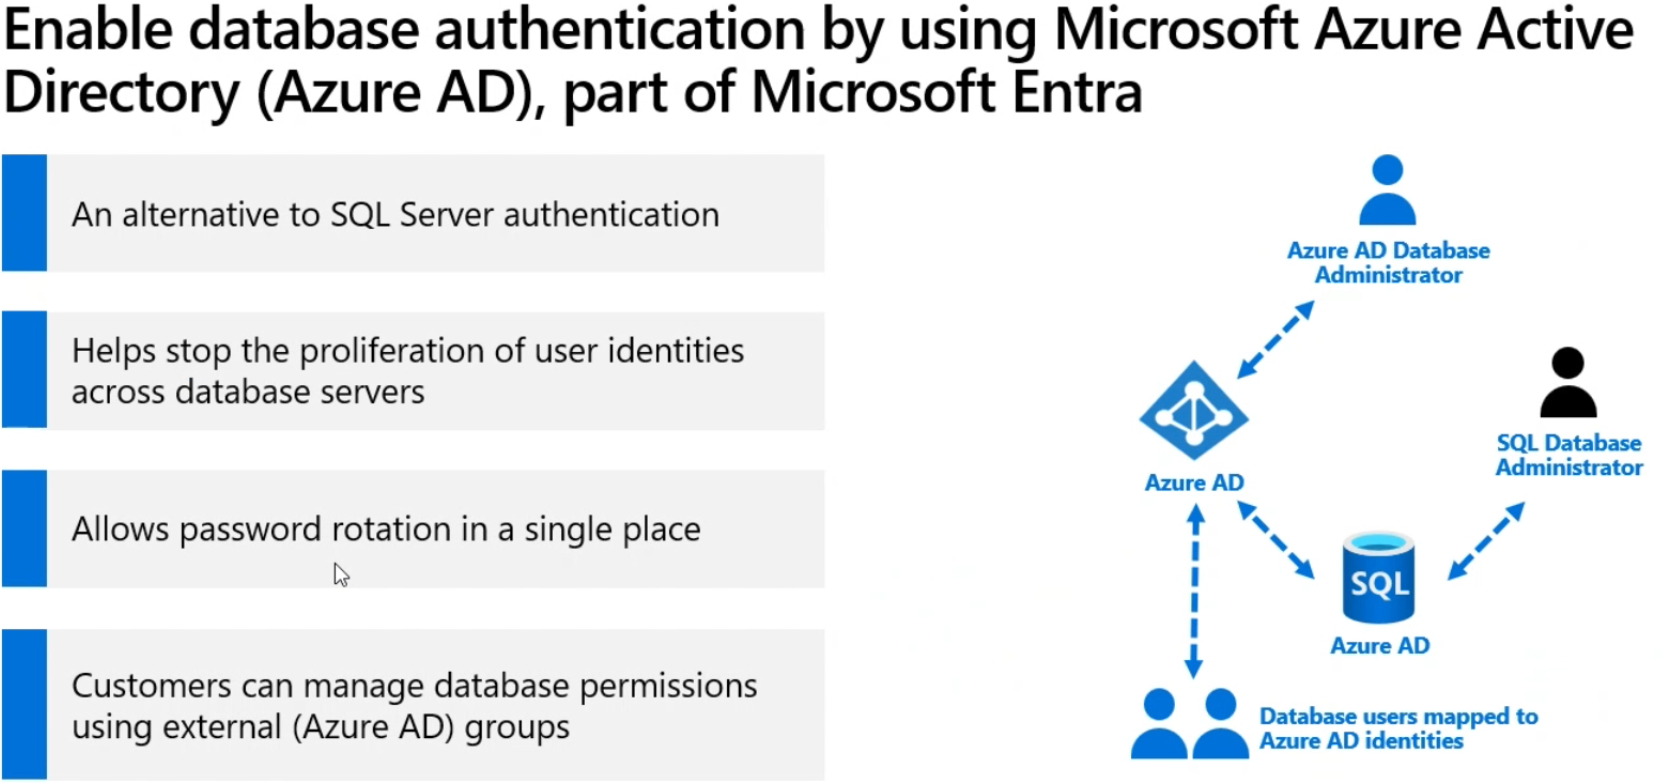 Enable database authentication by using Microsoft Azure Active
Directory (Azure AD), part of Microsoft Entra
An alternative to SQL Server authentication
Helps stop the proliferation of user identities
across database servers
Allows password rotation in a single place
Customers can manage database permissions
using external (Azure AD) groups
Azure AD Database
Administrator
Azure AD
SQL Database
Administrator
SQL
Azure AD
Database users mapped to
Azure AD identities